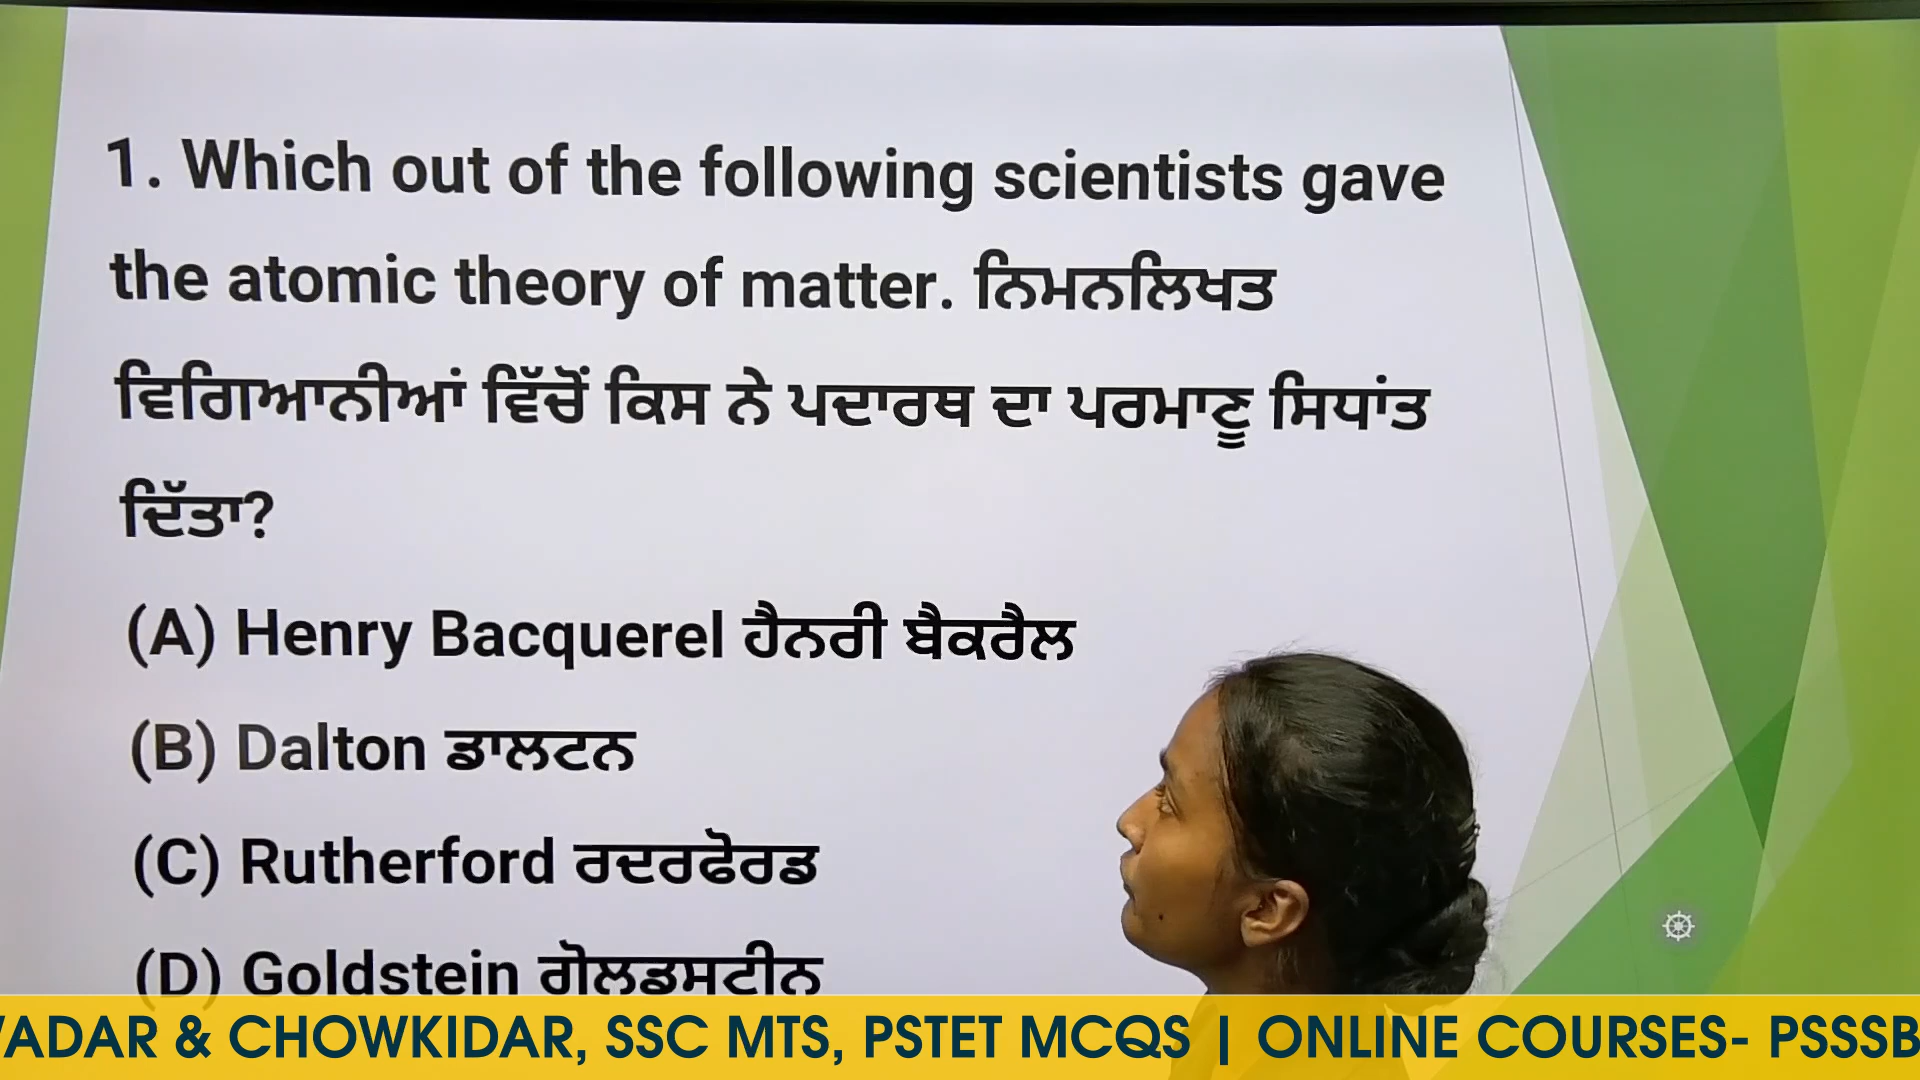 1. Which out of the following scientists gave
the atomic theory of matter. ਨਿਮਨਲਿਖਤ
ਵਿਗਿਆਨੀਆਂ ਵਿੱਚੋਂ ਕਿਸ ਨੇ ਪਦਾਰਥ ਦਾ ਪਰਮਾਣੂ ਸਿਧਾਂਤ
ਦਿੱਤਾ?
(A) Henry Bacquerel ਹੈਨਰੀ ਬੈਕਰੈਲ
(B) Dalton ਡਾਲਟਨ
(C) Rutherford ਰਦਰਫੋਰਡ
(D) Goldstein ਗੋਲਡਸਟੀਨ
& CHOWKIDAR, SSC MTS, PSTET MCQS | ONLINE COURSES- PSSSB